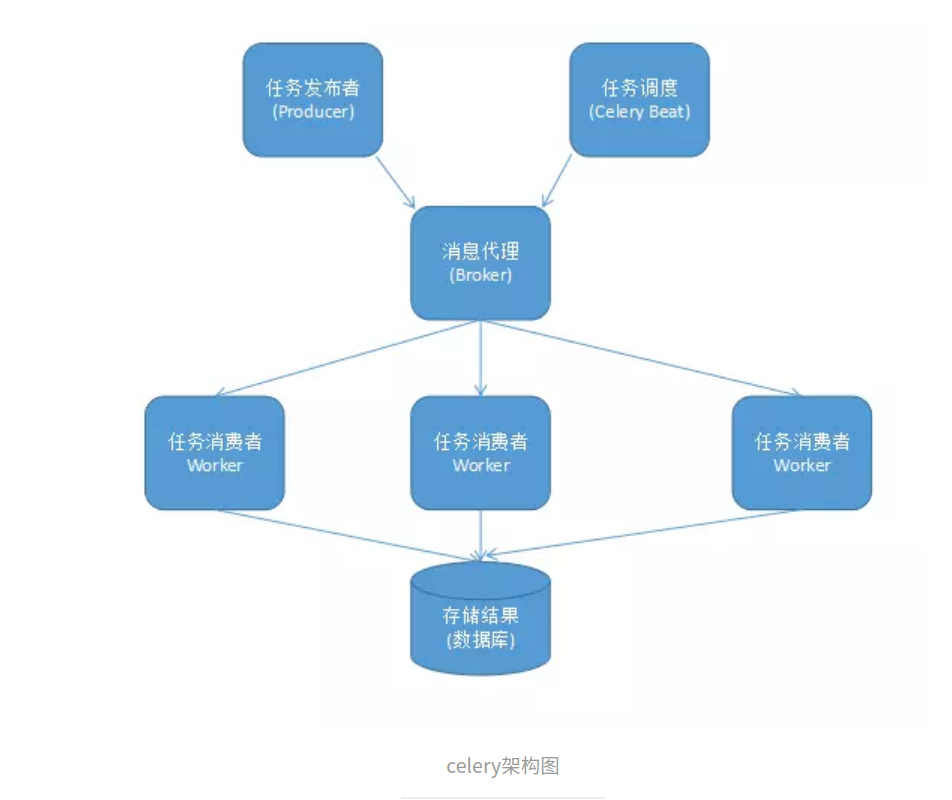 任务发布者
(Producer)
任务调度
(Celery Beat)
消息代理
(Broker)
任务消费者
Worker
任务消费者
Worker
任务消费者
Worker
存储结果
(数据库)
celery架构图